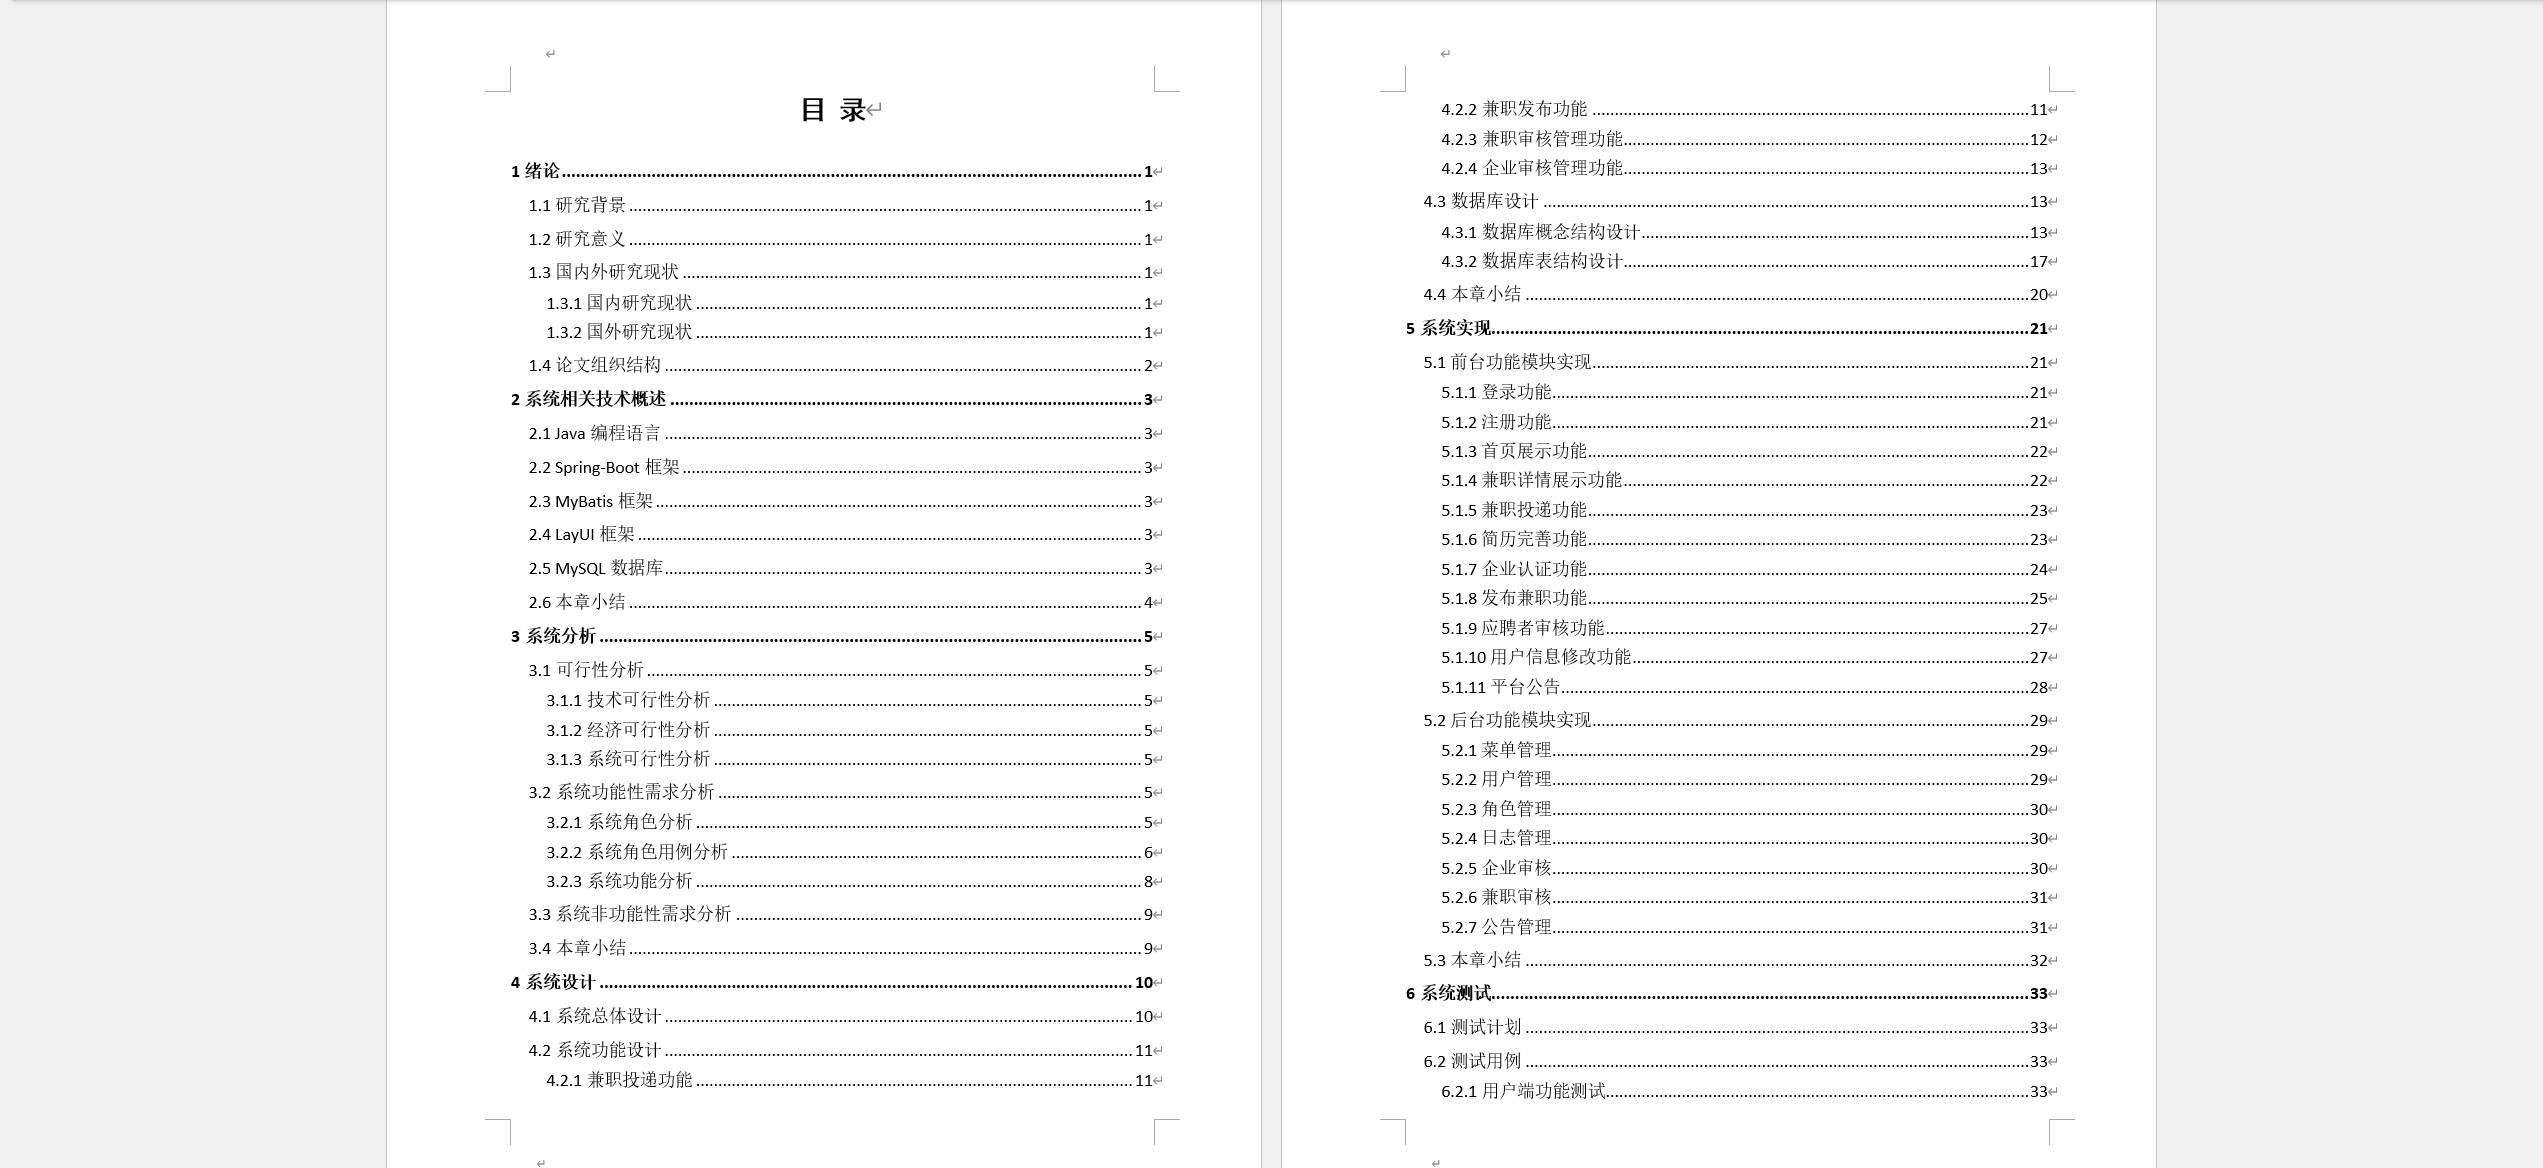 目 录
1 绪论 1
1.1 研究背景 1
1.2 研究意义 1
1.3 国内外研究现状 1
1.3.1 国内研究现状 1
1.3.2 国外研究现状 1
1.4 论文组织结构 2
2 系统相关技术概述 3
2.1 Java 编程语言 3
2.2 Spring-Boot 框架 3
2.3 MyBatis 框架 3
2.4 LayUI 框架 3
2.5 MySQL 数据库 3
2.6 本章小结 4
3 系统分析 5
3.1 可行性分析 5
3.1.1 技术可行性分析 5
3.1.2 经济可行性分析 5
3.1.3 系统可行性分析 5
3.2 系统功能性需求分析 5
3.2.1 系统角色分析 5
3.2.2 系统角色用例分析 6
3.2.3 系统功能分析 8
3.3 系统非功能性需求分析 9
3.4 本章小结 9
4 系统设计 10
4.1 系统总体设计 10
4.2 系统功能设计 11
4.2.1 兼职投递功能 11
4.2.2 兼职发布功能 11
4.2.3 兼职审核管理功能 12
4.2.4 企业审核管理功能 13
4.3 数据库设计 13
4.3.1 数据库概念结构设计 13
4.3.2 数据库表结构设计 17
4.4 本章小结 20
5 系统实现 21
5.1 前台功能模块实现 21
5.1.1 登录功能 21
5.1.2 注册功能 21
5.1.3 首页展示功能 22
5.1.4 兼职详情展示功能 22
5.1.5 兼职投递功能 23
5.1.6 简历完善功能 23
5.1.7 企业认证功能 24
5.1.8 发布兼职功能 25
5.1.9 应聘者审核功能 27
5.1.10 用户信息修改功能 27
5.1.11 平台公告 28
5.2 后台功能模块实现 29
5.2.1 菜单管理 29
5.2.2 用户管理 29
5.2.3 角色管理 30
5.2.4 日志管理 30
5.2.5 企业审核 30
5.2.6 兼职审核 31
5.2.7 公告管理 31
5.3 本章小结 32
6 系统测试 33
6.1 测试计划 33
6.2 测试用例 33
6.2.1 用户端功能测试 33